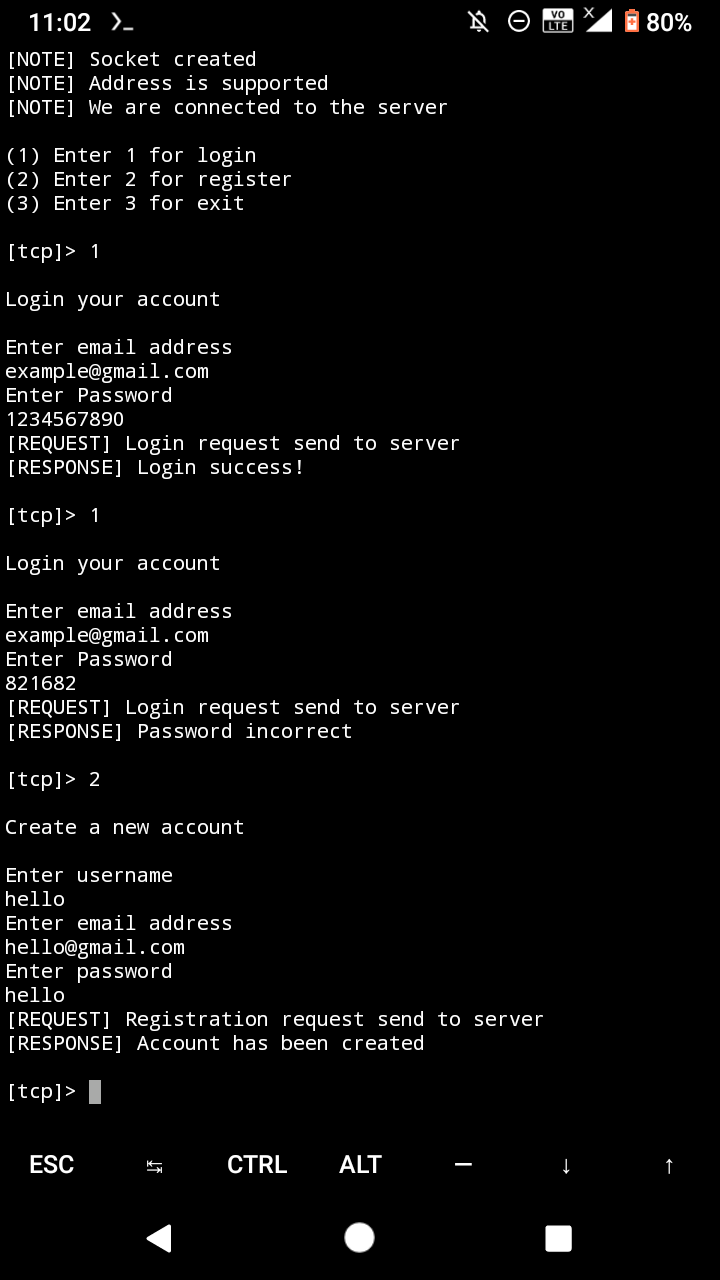 11:02
VO LTE
X
80%
[NOTE] Socket created
[NOTE] Address is supported
[NOTE] We are connected to the server
(1) Enter 1 for login
(2) Enter 2 for register
(3) Enter 3 for exit
[tcp]> 1
Login your account
Enter email address
example@gmail.com
Enter Password
1234567890
[REQUEST] Login request send to server
[RESPONSE] Login success!
[tcp]> 1
Login your account
Enter email address
example@gmail.com
Enter Password
821682
[REQUEST] Login request send to server
[RESPONSE] Password incorrect
[tcp]> 2
Create a new account
Enter username
hello
Enter email address
hello@gmail.com
Enter password
hello
[REQUEST] Registration request send to server
[RESPONSE] Account has been created
[tcp]>
ESC ↹ CTRL ALT — ↓ ↑